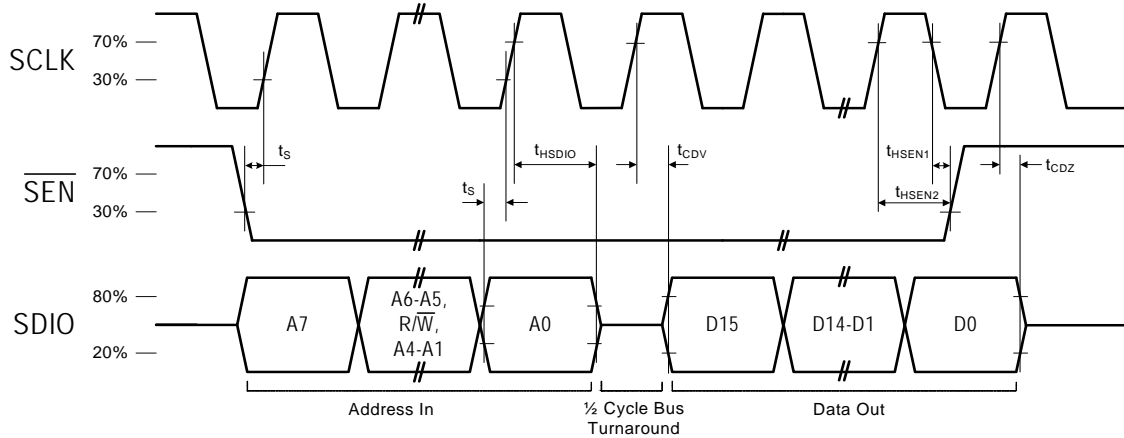 SCLK
70%
30%
SEN
70%
30%
tS
tS
tHSDIO
tCDV
tHSEN1
tHSEN2
tCDZ
SDIO
80%
20%
A7
A6-A5,
R/W,
A4-A1
A0
D15
D14-D1
D0
Address In
½ Cycle Bus
Turnaround
Data Out